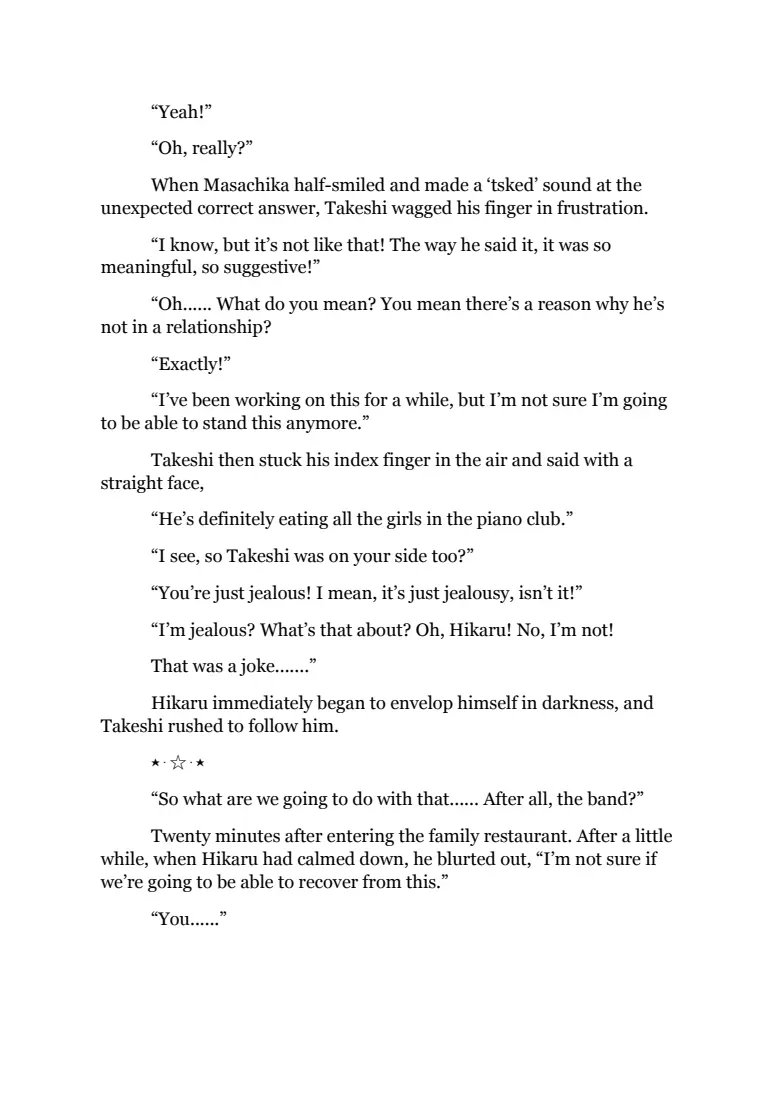 “Yeah!”
“Oh, really?”
When Masachika half-smiled and made a ‘tsked’ sound at the
unexpected correct answer, Takeshi wagged his finger in frustration.
“I know, but it’s not like that! The way he said it, it was so
meaningful, so suggestive!”
“Oh...... What do you mean? You mean there’s a reason why he’s
not in a relationship?
“Exactly!”
“I’ve been working on this for a while, but I’m not sure I’m going
to be able to stand this anymore.”
Takeshi then stuck his index finger in the air and said with a
straight face,
“He’s definitely eating all the girls in the piano club.”
“I see, so Takeshi was on your side too?”
“You’re just jealous! I mean, it’s just jealousy, isn’t it!”
“I’m jealous? What’s that about? Oh, Hikaru! No, I’m not!
That was a joke.......”
Hikaru immediately began to envelop himself in darkness, and
Takeshi rushed to follow him.
⋆·☆·⋆
“So what are we going to do with that...... After all, the band?”
Twenty minutes after entering the family restaurant. After a little
while, when Hikaru had calmed down, he blurted out, “I’m not sure if
we’re going to be able to recover from this.”
“You......”